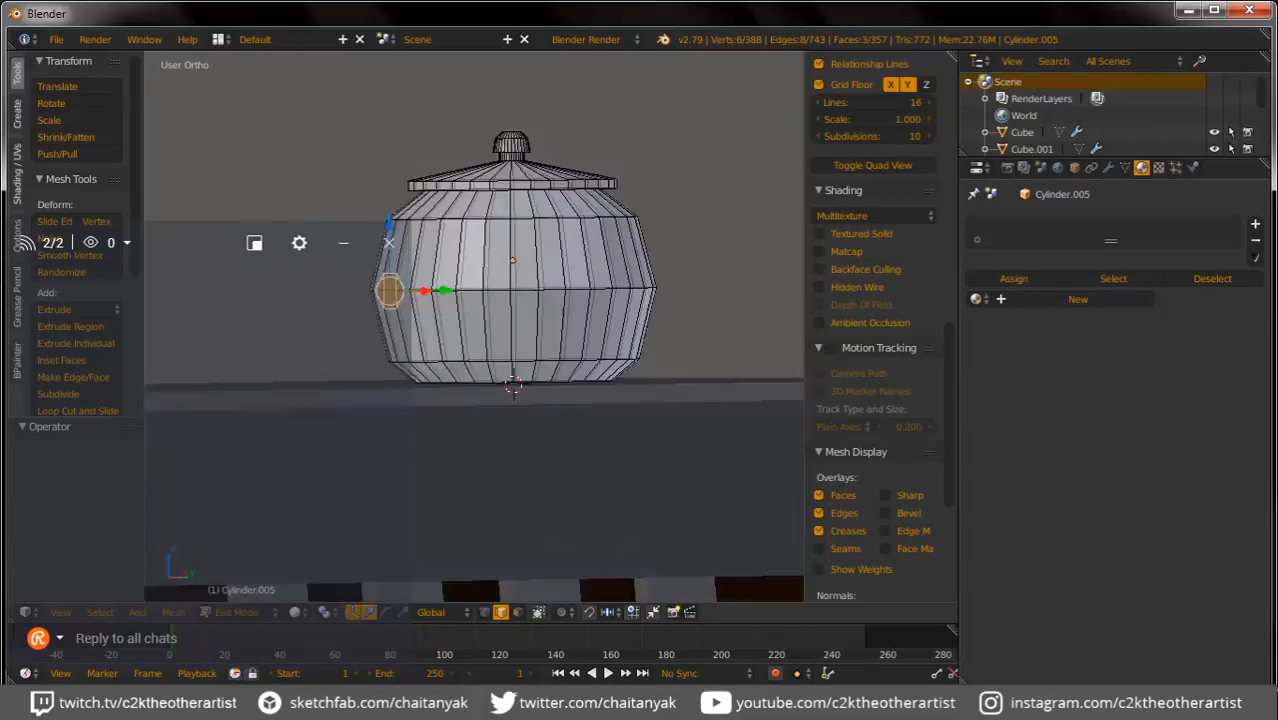 Blender
File Render Window Help Default Scene Blender Render v2.79 | Verts:6/388 | Edges:8/743 | Faces:3/357 | Tris:772 | Mem:22.76M | Cylinder.005
Transform
Translate
Rotate
Scale
Shrink/Fatten
Push/Pull
Mesh Tools
Deform:
Slide Ed Vertex
Smooth Vertex
Randomize
Add:
Extrude
Extrude Region
Extrude Individual
Inset Faces
Make Edge/Face
Subdivide
Loop Cut and Slide
Operator
Tools
Create
Shading / UVs
Grease Pencil
BPainter
2/2 0
User Ortho
(1) Cylinder.005
Relationship Lines
Grid Floor X Y Z
Lines: 16
Scale: 1.000
Subdivisions: 10
Toggle Quad View
Shading
Multitexture
Textured Solid
Matcap
Backface Culling
Hidden Wire
Depth Of Field
Ambient Occlusion
Motion Tracking
Camera Path
3D Marker Names
Track Type and Size:
Plain Axes 0.200
Mesh Display
Overlays:
Faces Sharp
Edges Bevel
Creases Edge M
Seams Face Ma
Show Weights
Normals:
View Search All Scenes
Scene
RenderLayers
World
Cube
Cube.001
Cylinder.005
Assign Select Deselect
New
View Select Add Mesh Edit Mode Global
Reply to all chats
-40 -20 0 20 40 60 80 100 120 140 160 180 200 220 240 260 280
View Marker Frame Playback Start: 1 End: 250 1 No Sync
twitch.tv/c2ktheotherartist sketchfab.com/chaitanyak twitter.com/chaitanyak youtube.com/c2ktheotherartist instagram.com/c2ktheotherartist